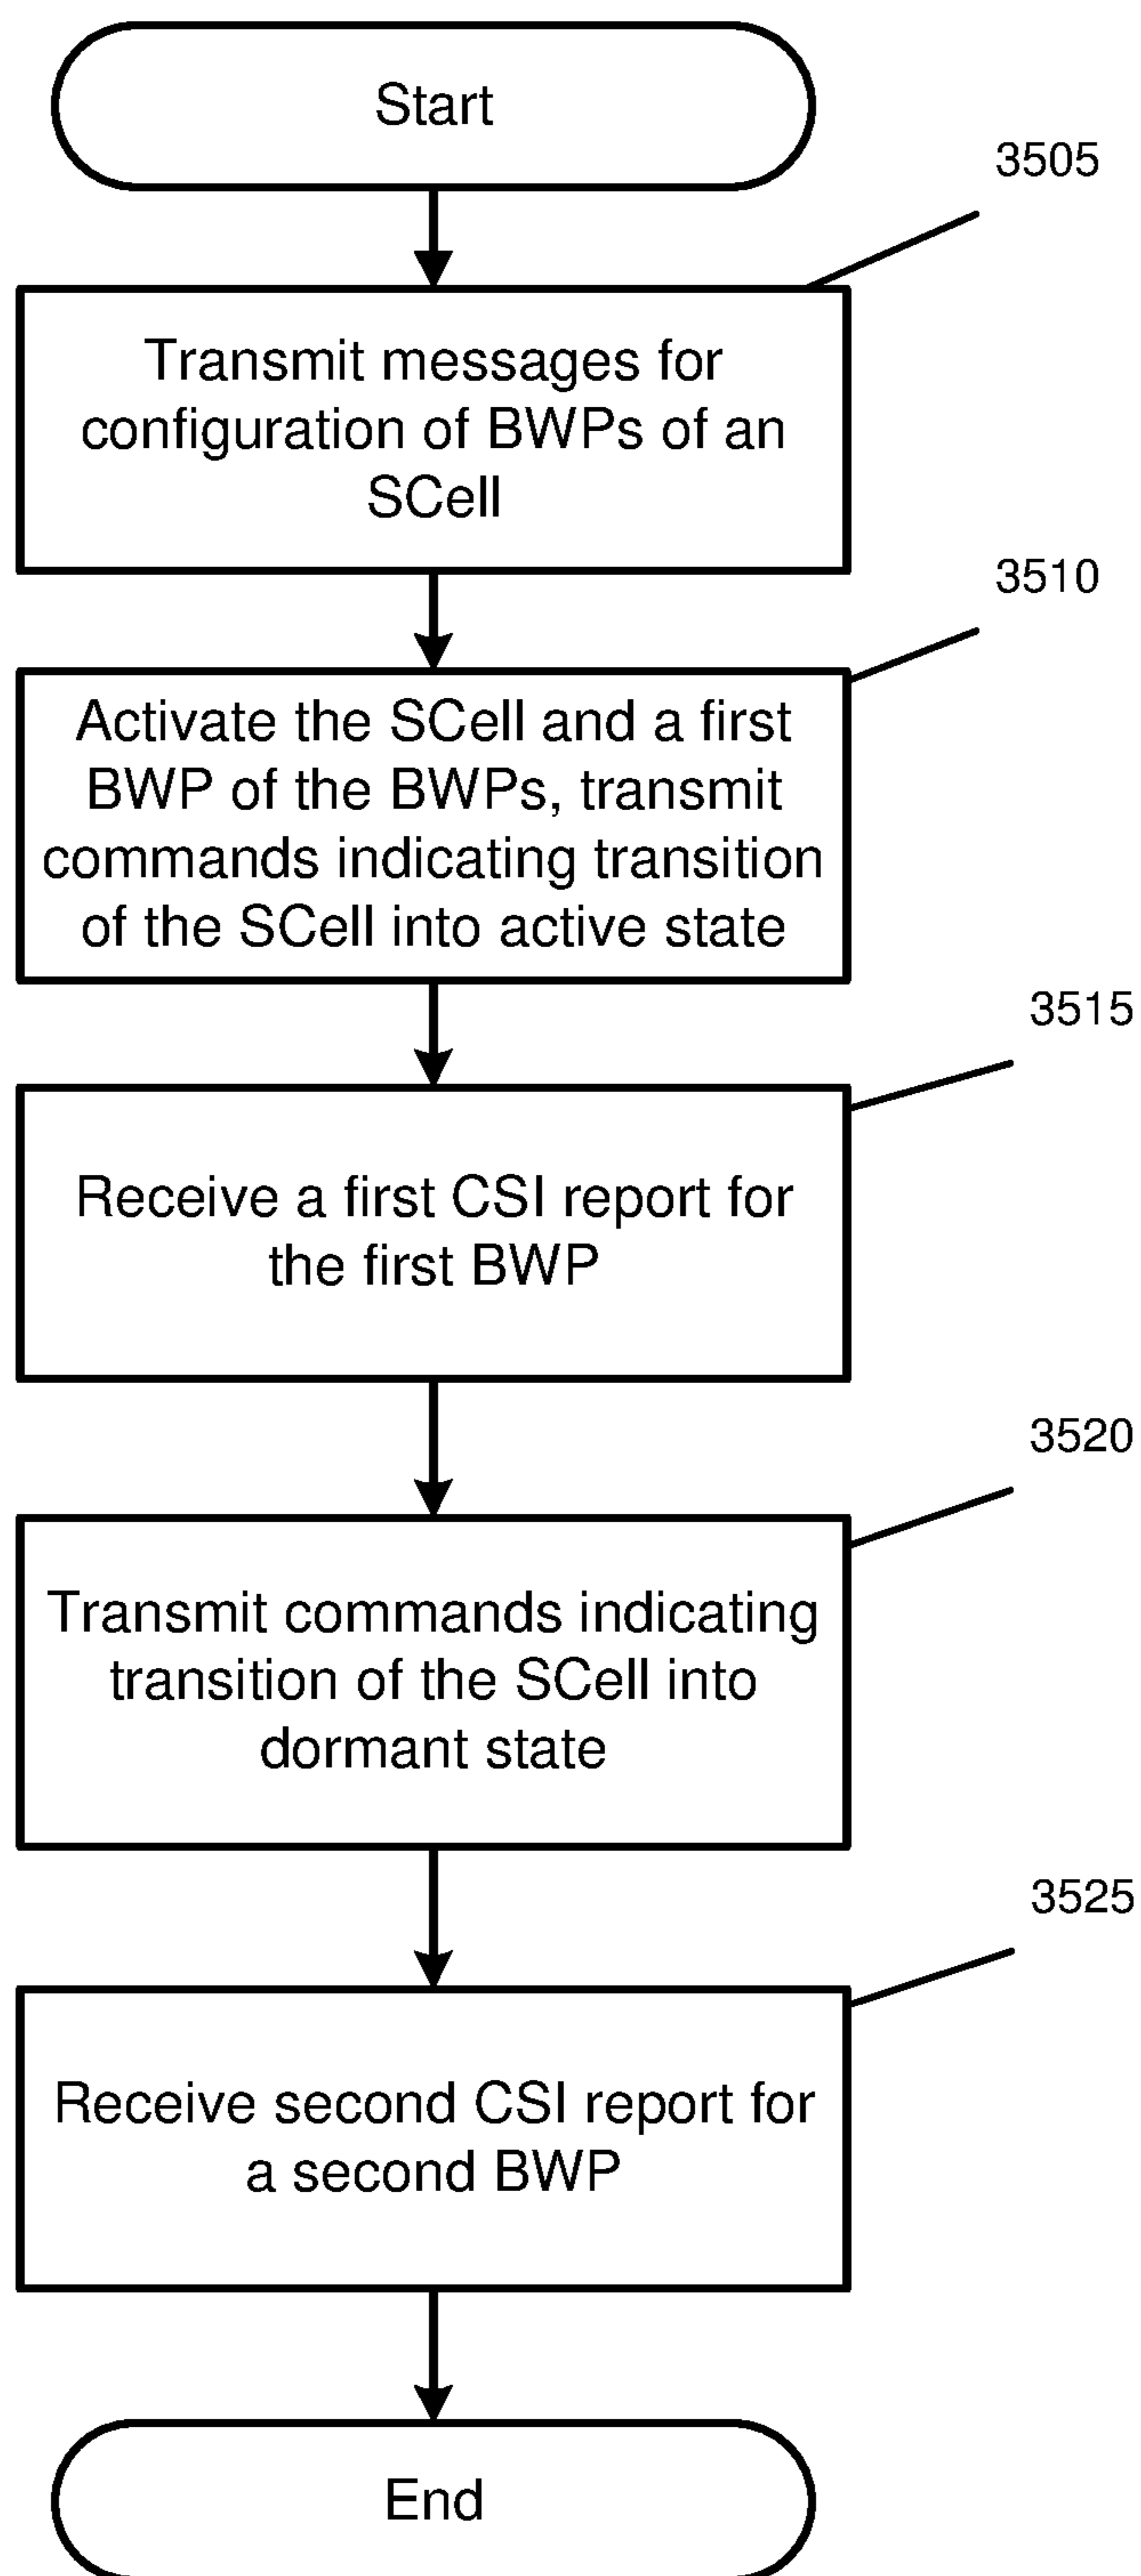 Start
3505
Transmit messages for
configuration of BWPs of an
SCell
3510
Activate the SCell and a first
BWP of the BWPs, transmit
commands indicating transition
of the SCell into active state
3515
Receive a first CSI report for
the first BWP
3520
Transmit commands indicating
transition of the SCell into
dormant state
3525
Receive second CSI report for
a second BWP
End